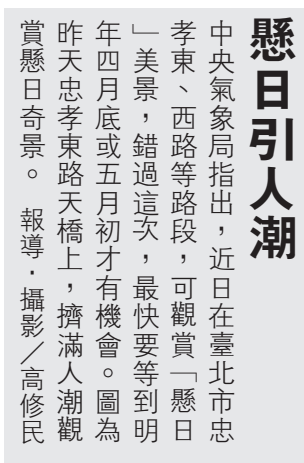 懸日引人潮
中央氣象局指出，近日在臺北市忠
孝東、西路等路段，可觀賞「懸日
」美景，錯過這次，最快要等到明
年四月底或五月初才有機會。圖為
昨天忠孝東路天橋上，擠滿人潮觀
賞懸日奇景。　報導．攝影／高修民